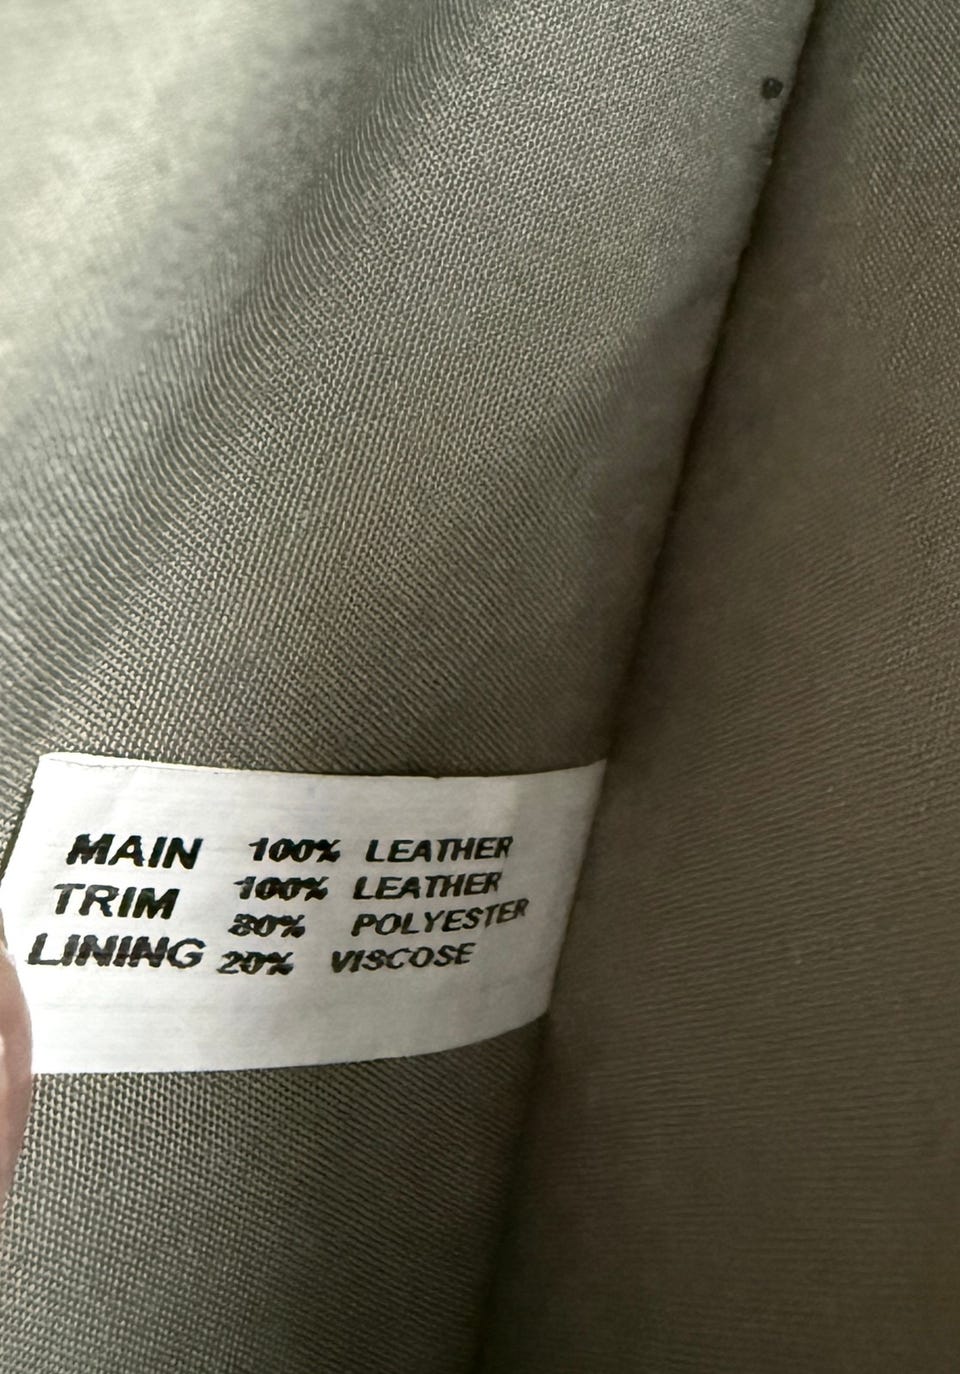 MAIN 100% LEATHER
TRIM 100% LEATHER
80% POLYESTER
LINING 20% VISCOSE